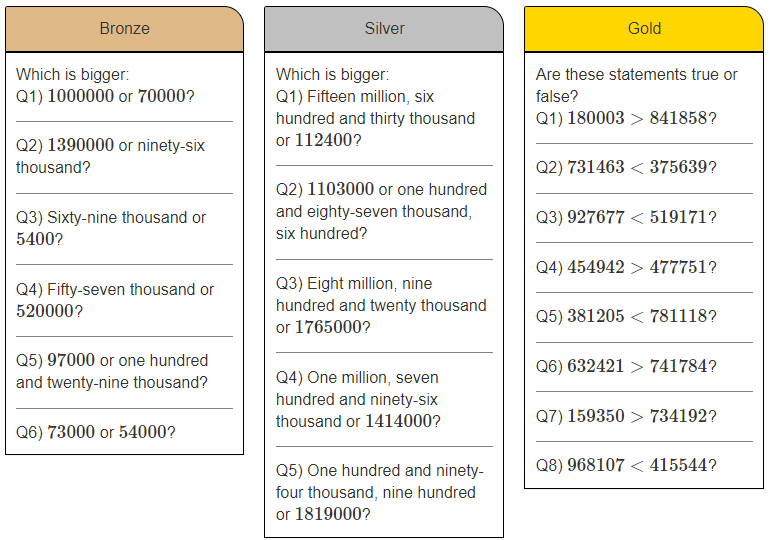 Bronze
Which is bigger:
Q1) 1000000 or 70000?
Q2) 1390000 or ninety-six
thousand?
Q3) Sixty-nine thousand or
5400?
Q4) Fifty-seven thousand or
520000?
Q5) 97000 or one hundred
and twenty-nine thousand?
Q6) 73000 or 54000?
Silver
Which is bigger:
Q1) Fifteen million, six
hundred and thirty thousand
or 112400?
Q2) 1103000 or one hundred
and eighty-seven thousand,
six hundred?
Q3) Eight million, nine
hundred and twenty thousand
or 1765000?
Q4) One million, seven
hundred and ninety-six
thousand or 1414000?
Q5) One hundred and ninety-
four thousand, nine hundred
or 1819000?
Gold
Are these statements true or
false?
Q1) 180003 > 841858?
Q2) 731463 < 375639?
Q3) 927677 < 519171?
Q4) 454942 > 477751?
Q5) 381205 < 781118?
Q6) 632421 > 741784?
Q7) 159350 > 734192?
Q8) 968107 < 415544?